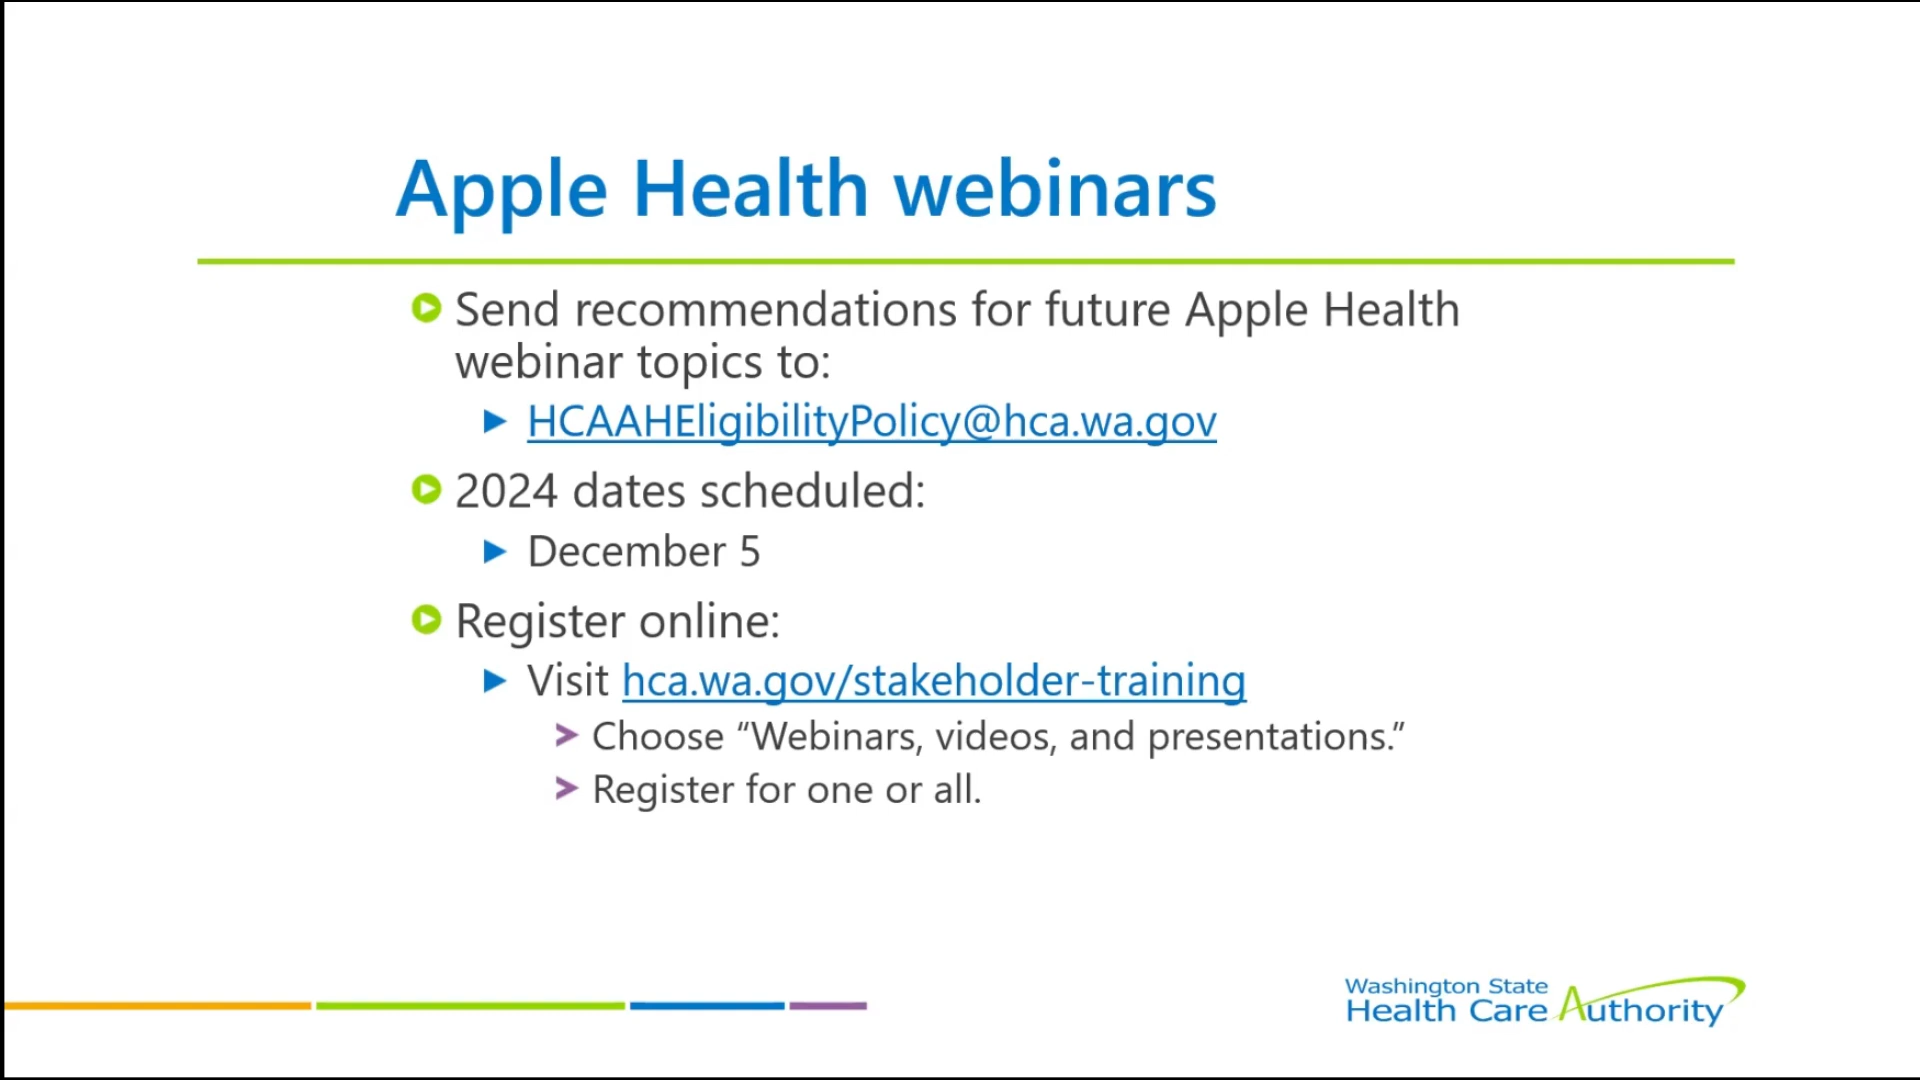 Apple Health webinars
Send recommendations for future Apple Health
webinar topics to:
HCAAHEligibilityPolicy@hca.wa.gov
2024 dates scheduled:
December 5
Register online:
Visit hca.wa.gov/stakeholder-training
Choose “Webinars, videos, and presentations.”
Register for one or all.
Washington State
Health Care Authority